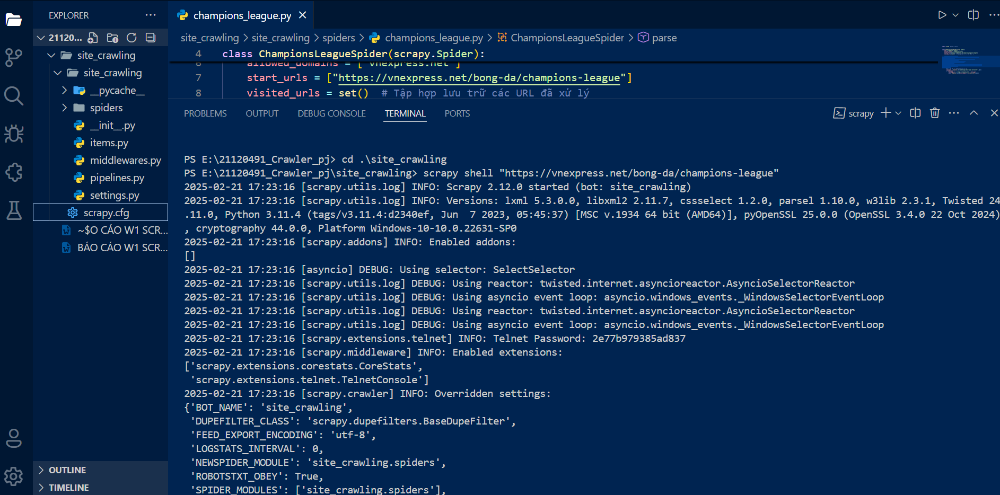 EXPLORER
21120...
site_crawling
site_crawling
__pycache__
spiders
__init__.py
items.py
middlewares.py
pipelines.py
settings.py
scrapy.cfg
~$O CÁO W1 SCR...
BÁO CÁO W1 SCR...
OUTLINE
TIMELINE
champions_league.py
site_crawling > site_crawling > spiders > champions_league.py > ChampionsLeagueSpider > parse
4 class ChampionsLeagueSpider(scrapy.Spider):
6 allowed_domains = ["vnexpress.net"]
7 start_urls = ["https://vnexpress.net/bong-da/champions-league"]
8 visited_urls = set() # Tập hợp lưu trữ các URL đã xử lý
PROBLEMS OUTPUT DEBUG CONSOLE TERMINAL PORTS
scrapy
PS E:\21120491_Crawler_pj> cd .\site_crawling
PS E:\21120491_Crawler_pj\site_crawling> scrapy shell "https://vnexpress.net/bong-da/champions-league"
2025-02-21 17:23:16 [scrapy.utils.log] INFO: Scrapy 2.12.0 started (bot: site_crawling)
2025-02-21 17:23:16 [scrapy.utils.log] INFO: Versions: lxml 5.3.0.0, libxml2 2.11.7, cssselect 1.2.0, parsel 1.10.0, w3lib 2.3.1, Twisted 24
.11.0, Python 3.11.4 (tags/v3.11.4:d2340ef, Jun  7 2023, 05:45:37) [MSC v.1934 64 bit (AMD64)], pyOpenSSL 25.0.0 (OpenSSL 3.4.0 22 Oct 2024)
, cryptography 44.0.0, Platform Windows-10-10.0.22631-SP0
2025-02-21 17:23:16 [scrapy.addons] INFO: Enabled addons:
[]
2025-02-21 17:23:16 [asyncio] DEBUG: Using selector: SelectSelector
2025-02-21 17:23:16 [scrapy.utils.log] DEBUG: Using reactor: twisted.internet.asyncioreactor.AsyncioSelectorReactor
2025-02-21 17:23:16 [scrapy.utils.log] DEBUG: Using asyncio event loop: asyncio.windows_events._WindowsSelectorEventLoop
2025-02-21 17:23:16 [scrapy.utils.log] DEBUG: Using reactor: twisted.internet.asyncioreactor.AsyncioSelectorReactor
2025-02-21 17:23:16 [scrapy.utils.log] DEBUG: Using asyncio event loop: asyncio.windows_events._WindowsSelectorEventLoop
2025-02-21 17:23:16 [scrapy.extensions.telnet] INFO: Telnet Password: 2e77b979385ad837
2025-02-21 17:23:16 [scrapy.middleware] INFO: Enabled extensions:
['scrapy.extensions.corestats.CoreStats',
 'scrapy.extensions.telnet.TelnetConsole']
2025-02-21 17:23:16 [scrapy.crawler] INFO: Overridden settings:
{'BOT_NAME': 'site_crawling',
 'DUPEFILTER_CLASS': 'scrapy.dupefilters.BaseDupeFilter',
 'FEED_EXPORT_ENCODING': 'utf-8',
 'LOGSTATS_INTERVAL': 0,
 'NEWSPIDER_MODULE': 'site_crawling.spiders',
 'ROBOTSTXT_OBEY': True,
 'SPIDER_MODULES': ['site_crawling.spiders'],